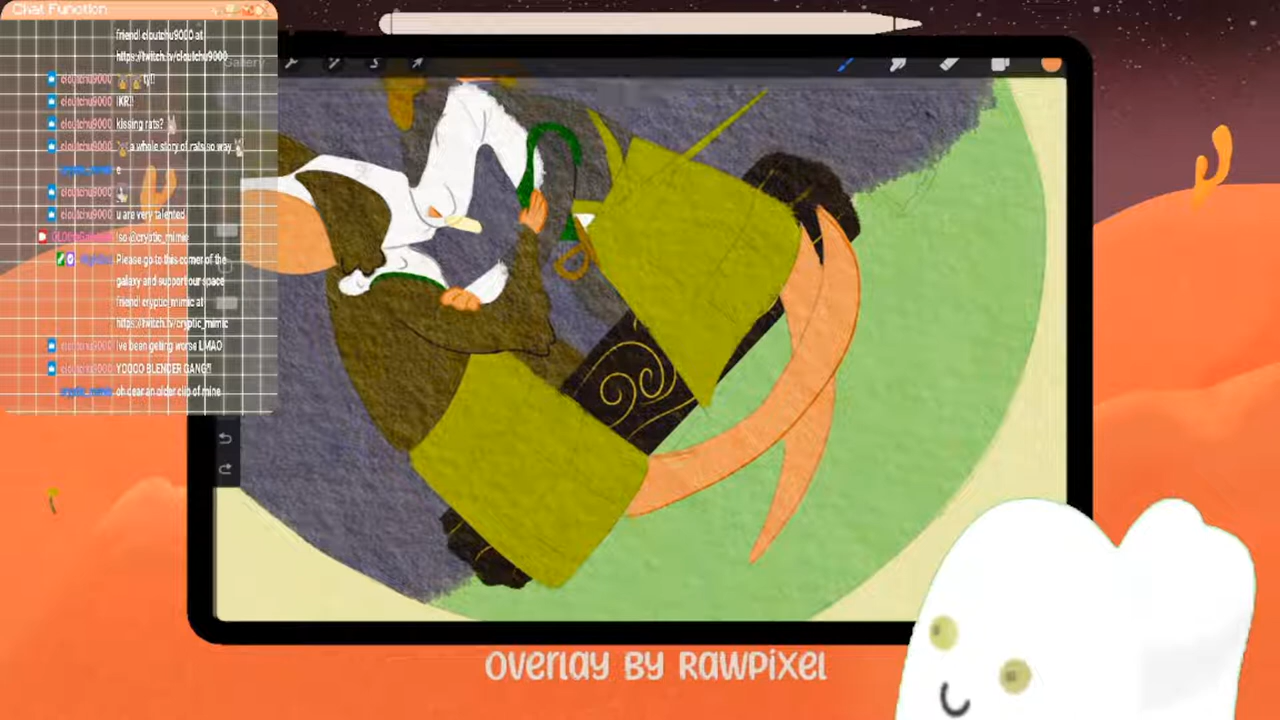 Chat Function
friend! cloutchu9000 at
https://twitch.tv/cloutchu9000
Gallery
cloutchu9000 ty!!
cloutchu9000 IKR!!
cloutchu9000 kissing rats?
cloutchu9000 a whole story of rats so way
e
cloutchu9000
cloutchu9000 u are very talented
!so @cryptic_mimic
Please go to this corner of the
galaxy and support our space
friend! cryptic_mimic at
https://twitch.tv/cryptic_mimic
cloutchu9000 Ive been getting worse LMAO
cloutchu9000 YOOOO BLENDER GANG?!
cryptic_mimic oh dear an older clip of mine
Overlay by Rawpixel